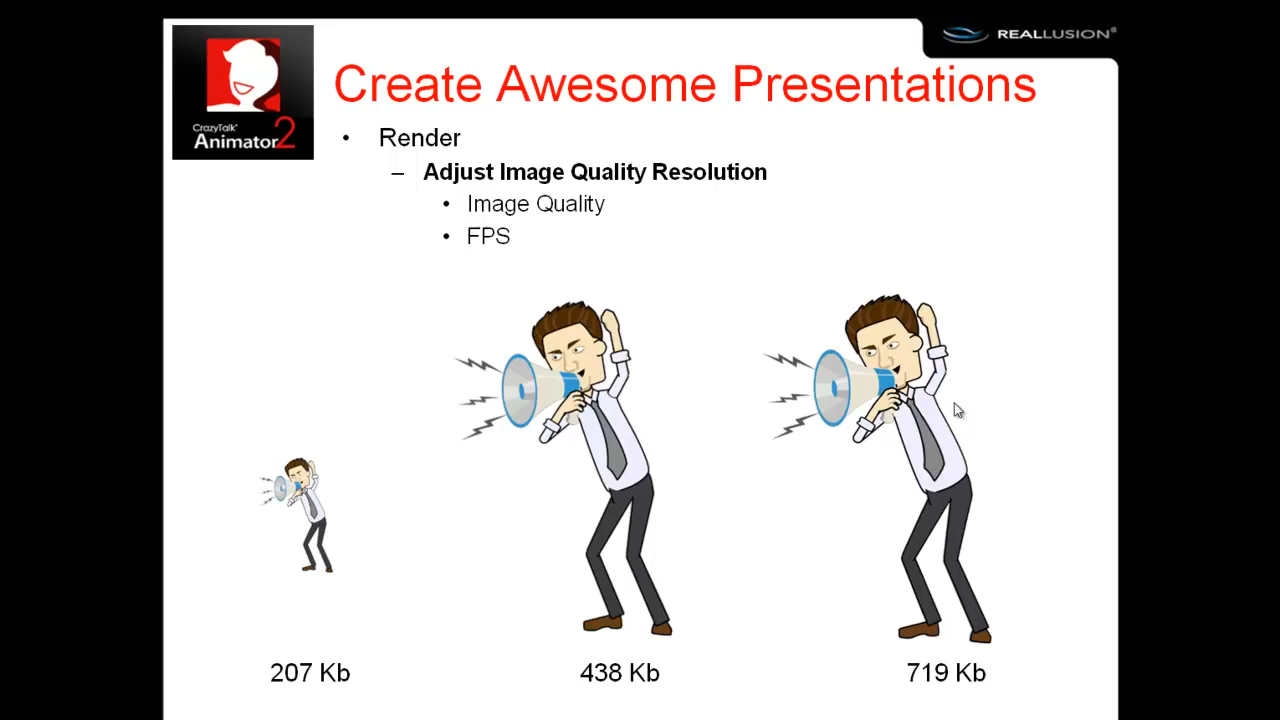 REALLUSION®
Create Awesome Presentations
CrazyTalk®
Animator 2
• Render
– Adjust Image Quality Resolution
• Image Quality
• FPS
207 Kb
438 Kb
719 Kb